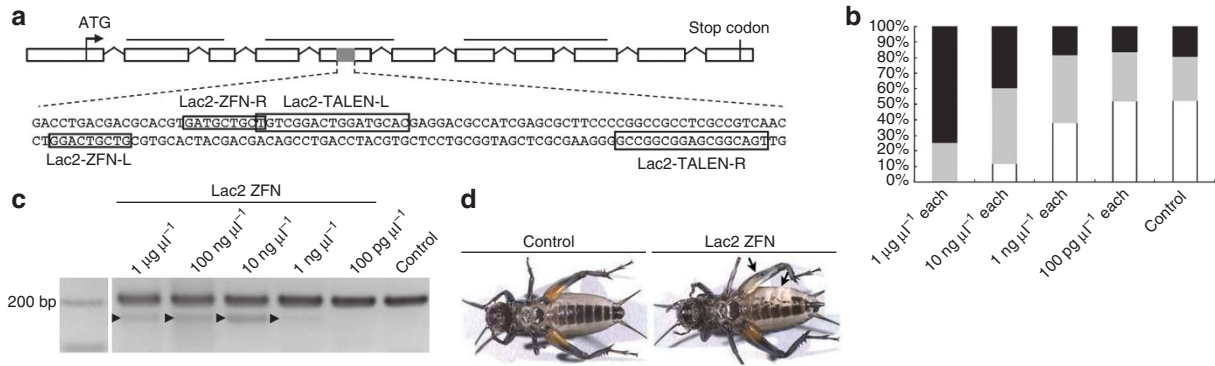 a
ATG
Stop codon
Lac2-ZFN-R Lac2-TALEN-L
GACCTGACGACGCACGTGATGCTGCTGTCGGACTGGATGCACGAGGACGCCATCGAGCGCTTCCCCGGCCGCCTCGCCGTCAAC
CTGGACTGCTGCGTGCACTACGACGACAGCCTGACCTACGTGCTCCTGCGGTAGCTCGCGAAGGGGCCGGCGGAGCGGCAGTTG
Lac2-ZFN-L
Lac2-TALEN-R
b
100%
90%
80%
70%
60%
50%
40%
30%
20%
10%
0%
1 µg µl⁻¹ each
10 ng µl⁻¹ each
1 ng µl⁻¹ each
100 pg µl⁻¹ each
Control
c
Lac2 ZFN
1 µg µl⁻¹
100 ng µl⁻¹
10 ng µl⁻¹
1 ng µl⁻¹
100 pg µl⁻¹
Control
200 bp
d
Control
Lac2 ZFN